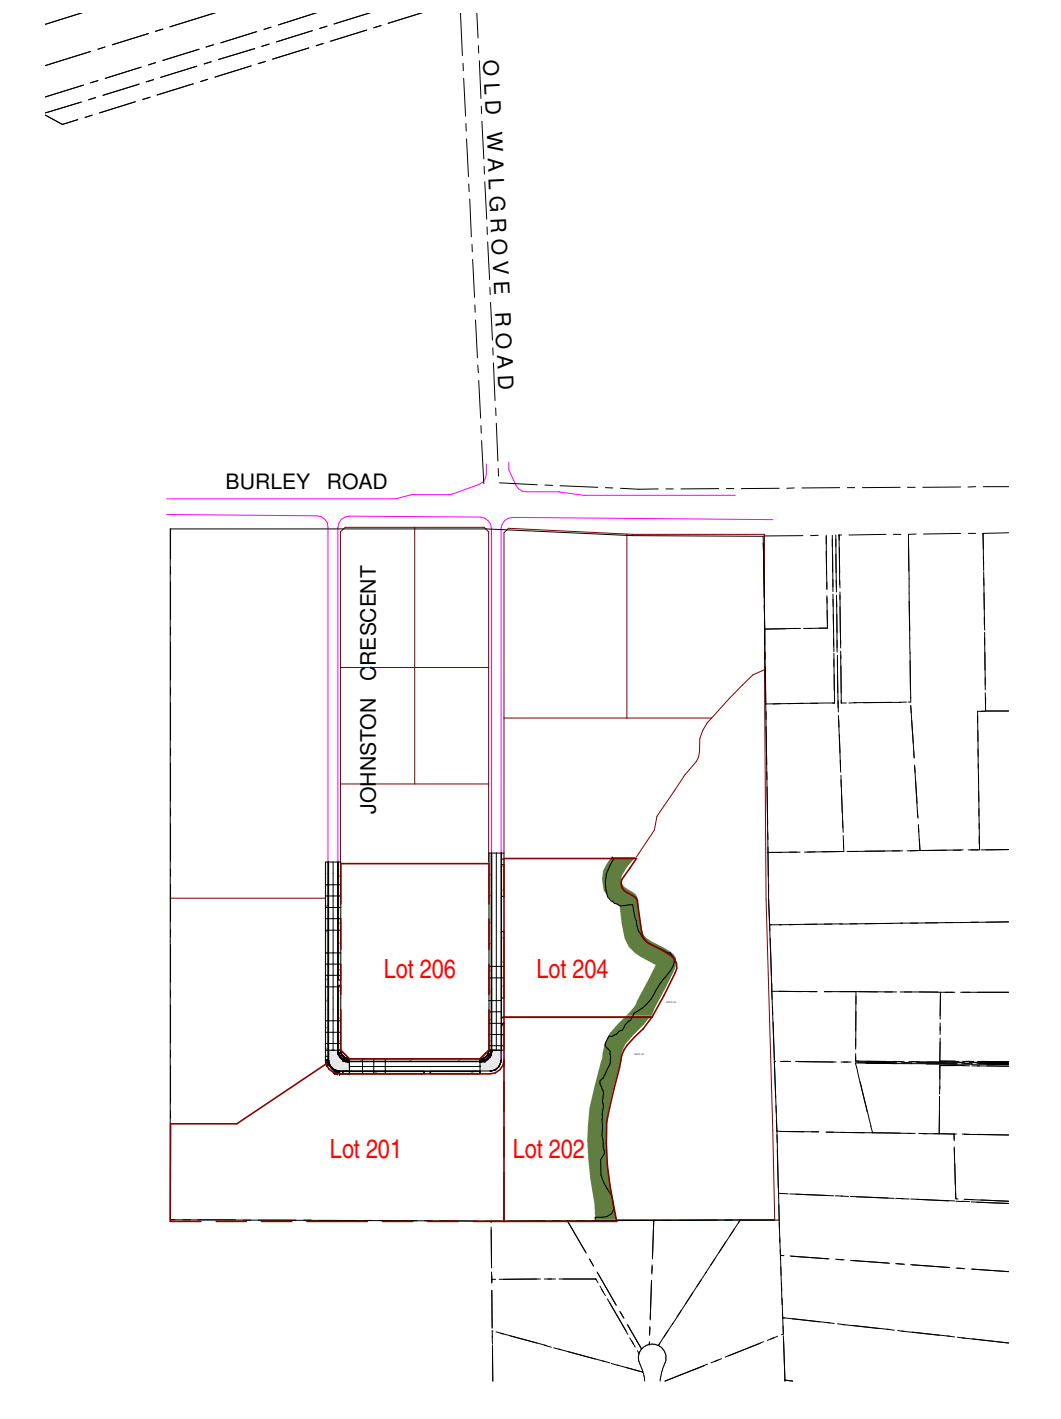 OLD WALGROVE ROAD
BURLEY ROAD
JOHNSTON CRESCENT
Lot 206
Lot 204
Lot 201
Lot 202